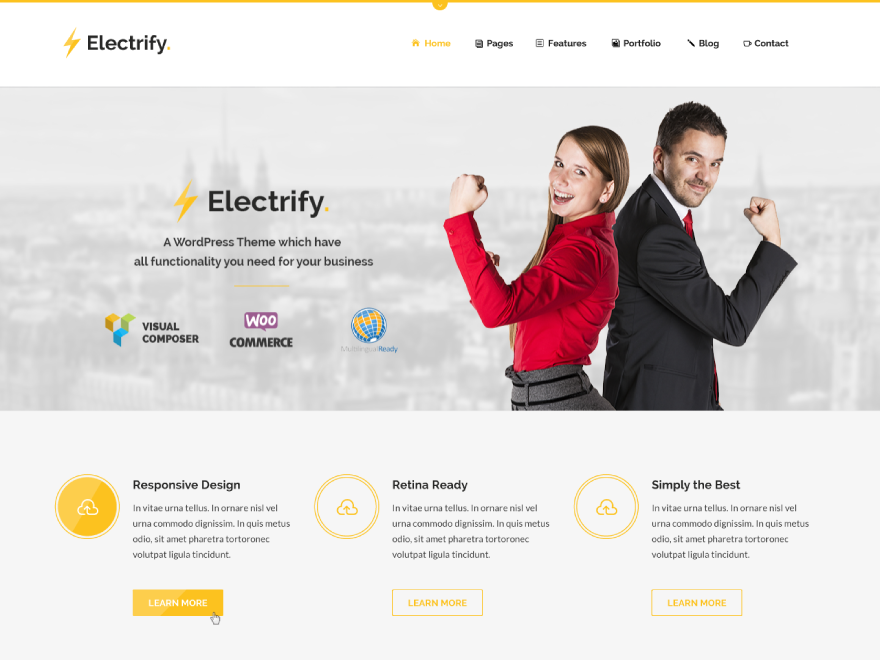 Electrify.
Home Pages Features Portfolio Blog Contact
Electrify.
A WordPress Theme which have
all functionality you need for your business
VISUAL
COMPOSER
WOO
COMMERCE
MultilingualReady
Responsive Design
In vitae urna tellus. In ornare nisl vel
urna commodo dignissim. In quis metus
odio, sit amet pharetra tortoronec
volutpat ligula tincidunt.
LEARN MORE
Retina Ready
In vitae urna tellus. In ornare nisl vel
urna commodo dignissim. In quis metus
odio, sit amet pharetra tortoronec
volutpat ligula tincidunt.
LEARN MORE
Simply the Best
In vitae urna tellus. In ornare nisl vel
urna commodo dignissim. In quis metus
odio, sit amet pharetra tortoronec
volutpat ligula tincidunt.
LEARN MORE